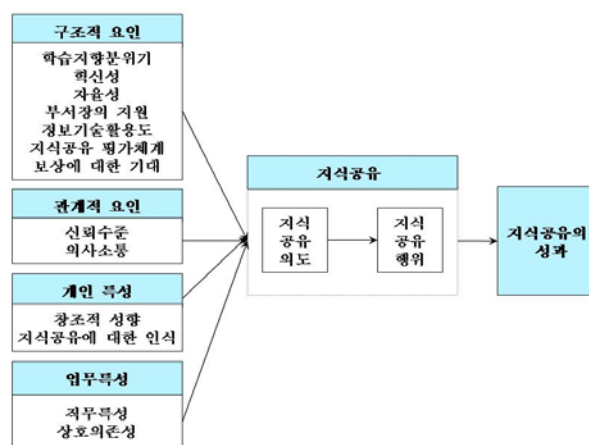 구조적 요인
학습지향분위기
혁신성
자율성
부서장의 지원
정보기술활용도
지식공유 평가체계
보상에 대한 기대
관계적 요인
신뢰수준
의사소통
개인 특성
창조적 성향
지식공유에 대한 인식
업무특성
직무특성
상호의존성
지식공유
지식
공유
의도
지식
공유
행위
지식공유의
성과